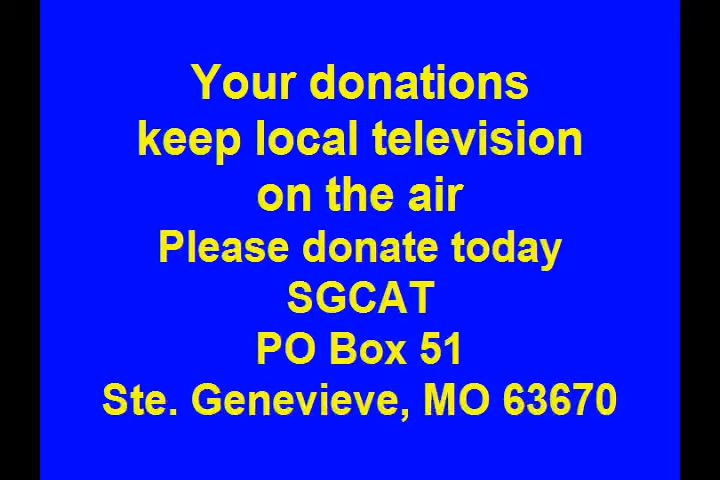 Your donations
keep local television
on the air
Please donate today
SGCAT
PO Box 51
Ste. Genevieve, MO 63670